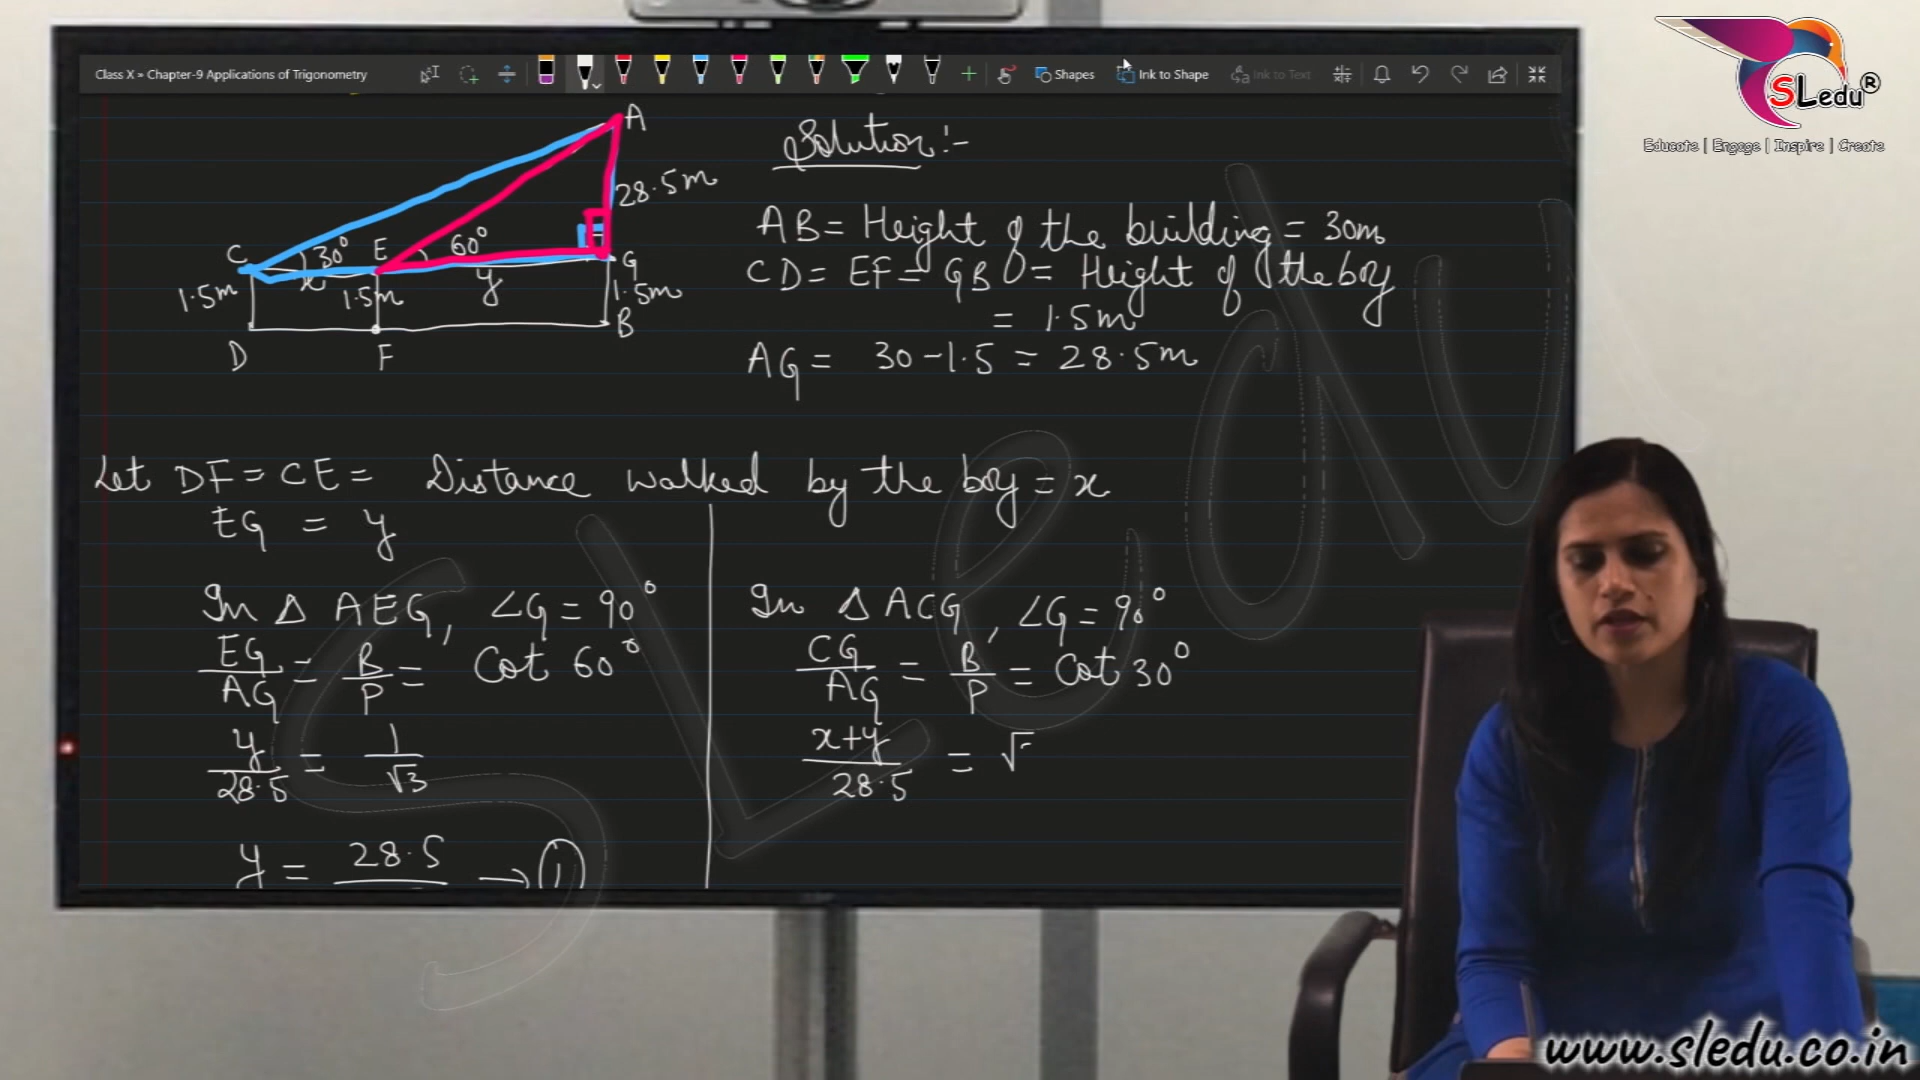 Class X » Chapter-9 Applications of Trigonometry
Shapes
Ink to Shape
Ink to Text
SLedu®
Educate | Engage | Inspire | Create
A
28.5m
C 30° E 60° G
1.5m x 1.5m y 1.5m
D F B
Solution:-
AB = Height of the building = 30m
CD = EF = GB = Height of the boy
= 1.5m
AG = 30-1.5 = 28.5m
Let DF = CE = Distance walked by the boy = x
EG = y
In △ AEG, ∠G = 90°
EG/AG = B/P = Cot 60°
y/28.5 = 1/√3
y = 28.5 → ①
In △ ACG, ∠G = 90°
CG/AG = B/P = Cot 30°
x+y/28.5 = √
SLedu
www.sledu.co.in